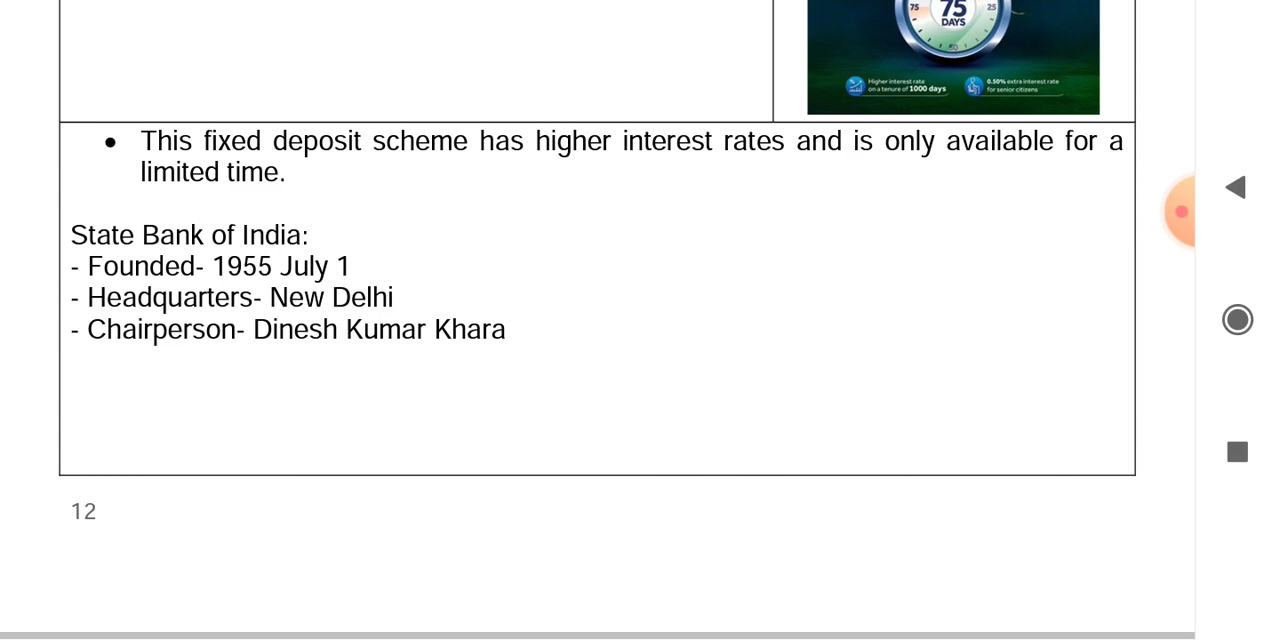 75
75
25
DAYS
50
Higher interest rate
on a tenure of 1000 days
0.50% extra interest rate
for senior citizens
• This fixed deposit scheme has higher interest rates and is only available for a
limited time.
State Bank of India:
- Founded- 1955 July 1
- Headquarters- New Delhi
- Chairperson- Dinesh Kumar Khara
12